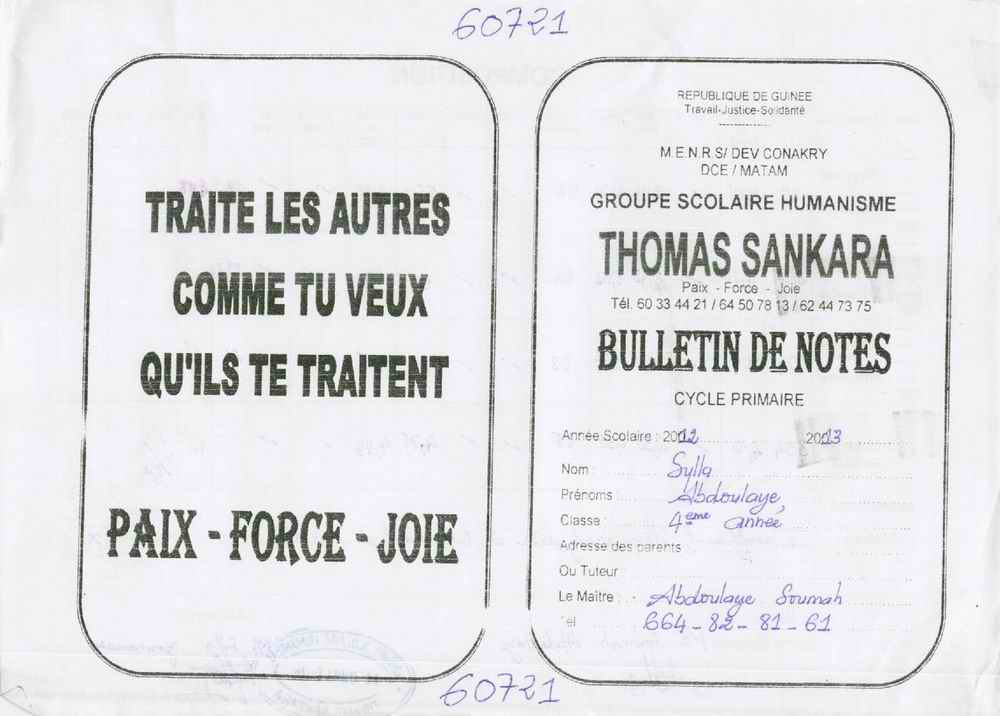 60721
TRAITE LES AUTRES
COMME TU VEUX
QU'ILS TE TRAITENT
PAIX - FORCE - JOIE
REPUBLIQUE DE GUINEE
Travail-Justice-Solidarité
M.E.N.R.S/ DEV CONAKRY
DCE / MATAM
GROUPE SCOLAIRE HUMANISME
THOMAS SANKARA
Paix - Force - Joie
Tél. 60 33 44 21 / 64 50 78 13 / 62 44 73 75
BULLETIN DE NOTES
CYCLE PRIMAIRE
Année Scolaire : 2012 2013
Nom Sylla
Prénoms Abdoulaye
Classe 4eme année
Adresse des parents
Ou Tuteur
Le Maître : - Abdoulaye Soumah
Tel 664-82-81-61
60721